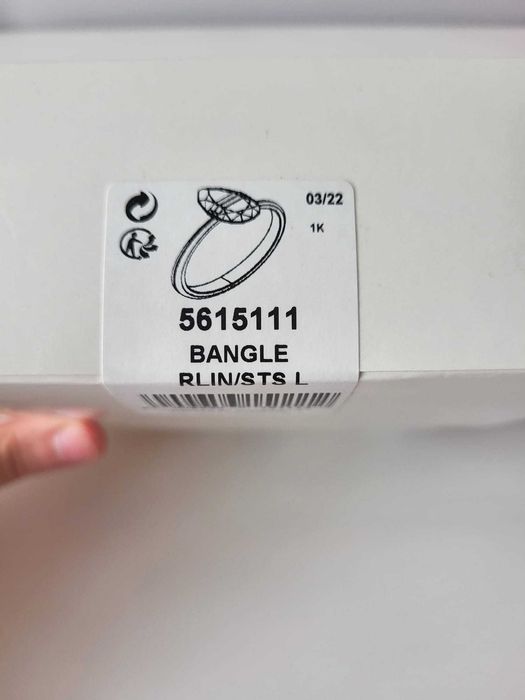 03/22
1K
5615111
BANGLE
RLIN/STS L